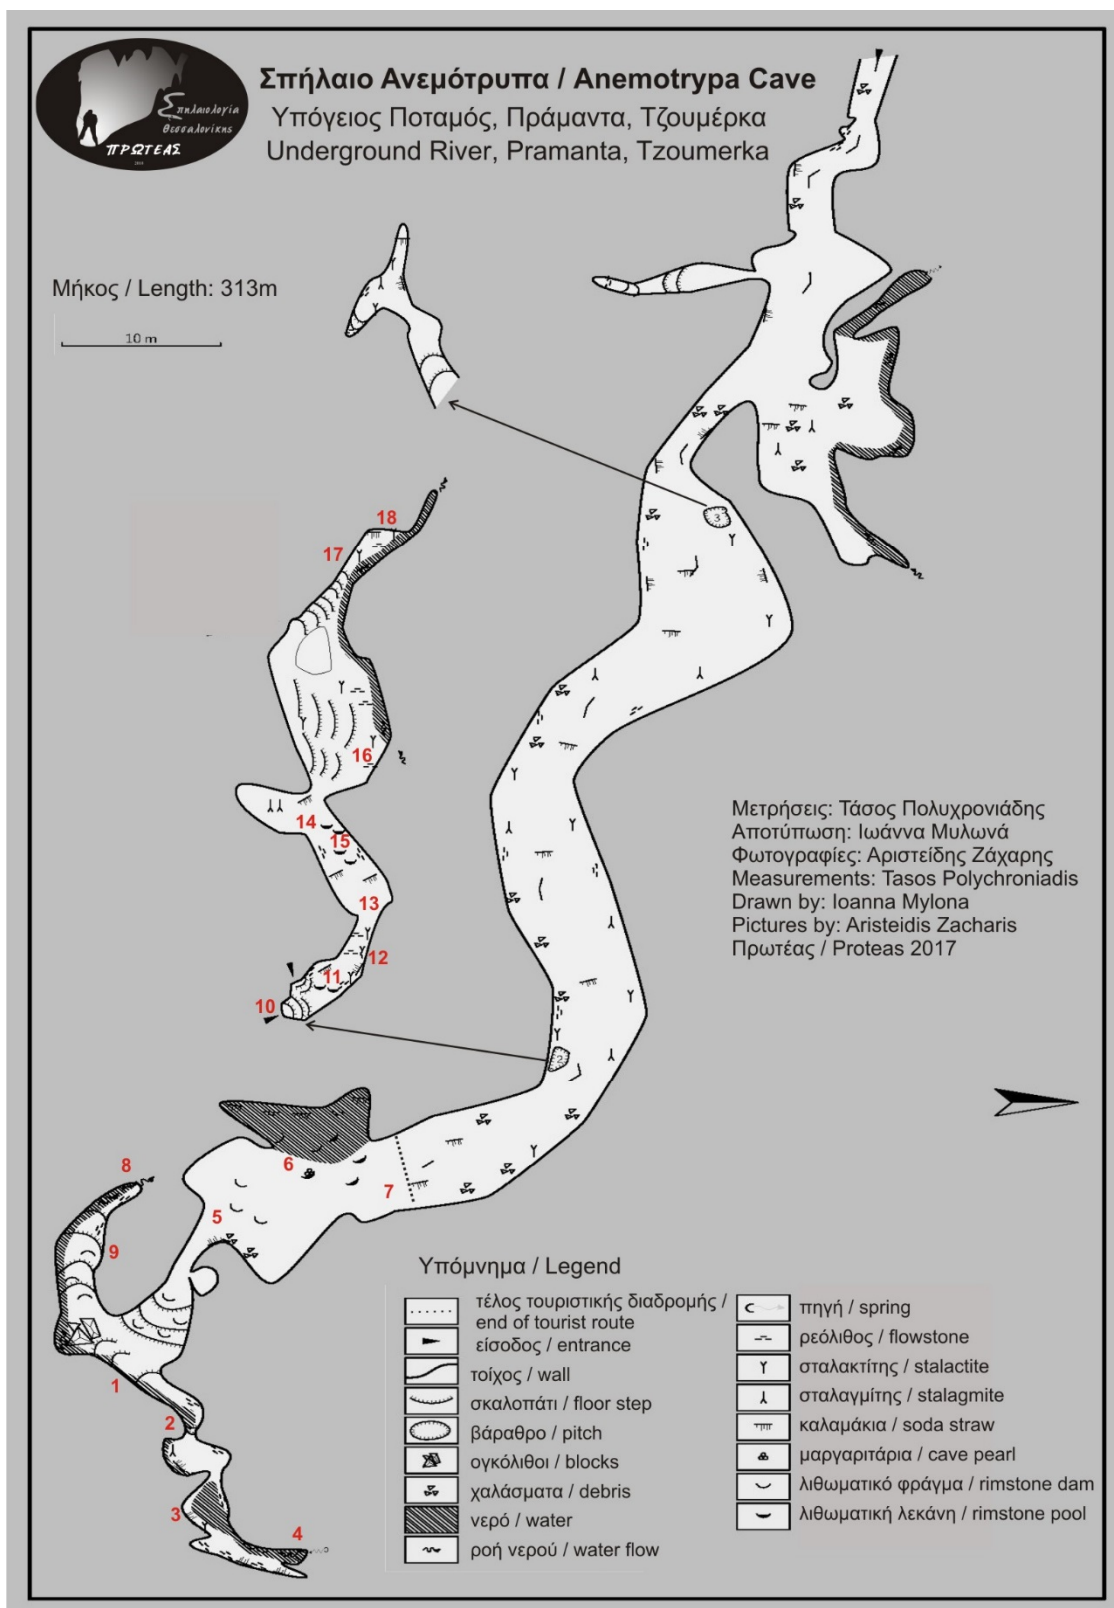 Σπηλαιολογία
Θεσσαλονίκης
ΠΡΩΤΕΑΣ
Σπήλαιο Ανεμότρυπα / Anemotrypa Cave
Υπόγειος Ποταμός, Πράμαντα, Τζουμέρκα
Underground River, Pramanta, Tzoumerka
Μήκος / Length: 313m
10 m
3
18
17
16
14
15
13
12
11
10
2
Μετρήσεις: Τάσος Πολυχρονιάδης
Αποτύπωση: Ιωάννα Μυλωνά
Φωτογραφίες: Αριστείδης Ζάχαρης
Measurements: Tasos Polychroniadis
Drawn by: Ioanna Mylona
Pictures by: Aristeidis Zacharis
Πρωτέας / Proteas 2017
6
7
8
5
9
1
2
3
4
Υπόμνημα / Legend
τέλος τουριστικής διαδρομής /
end of tourist route
είσοδος / entrance
τοίχος / wall
σκαλοπάτι / floor step
βάραθρο / pitch
ογκόλιθοι / blocks
χαλάσματα / debris
νερό / water
ροή νερού / water flow
πηγή / spring
ρεόλιθος / flowstone
σταλακτίτης / stalactite
σταλαγμίτης / stalagmite
καλαμάκια / soda straw
μαργαριτάρια / cave pearl
λιθωματικό φράγμα / rimstone dam
λιθωματική λεκάνη / rimstone pool